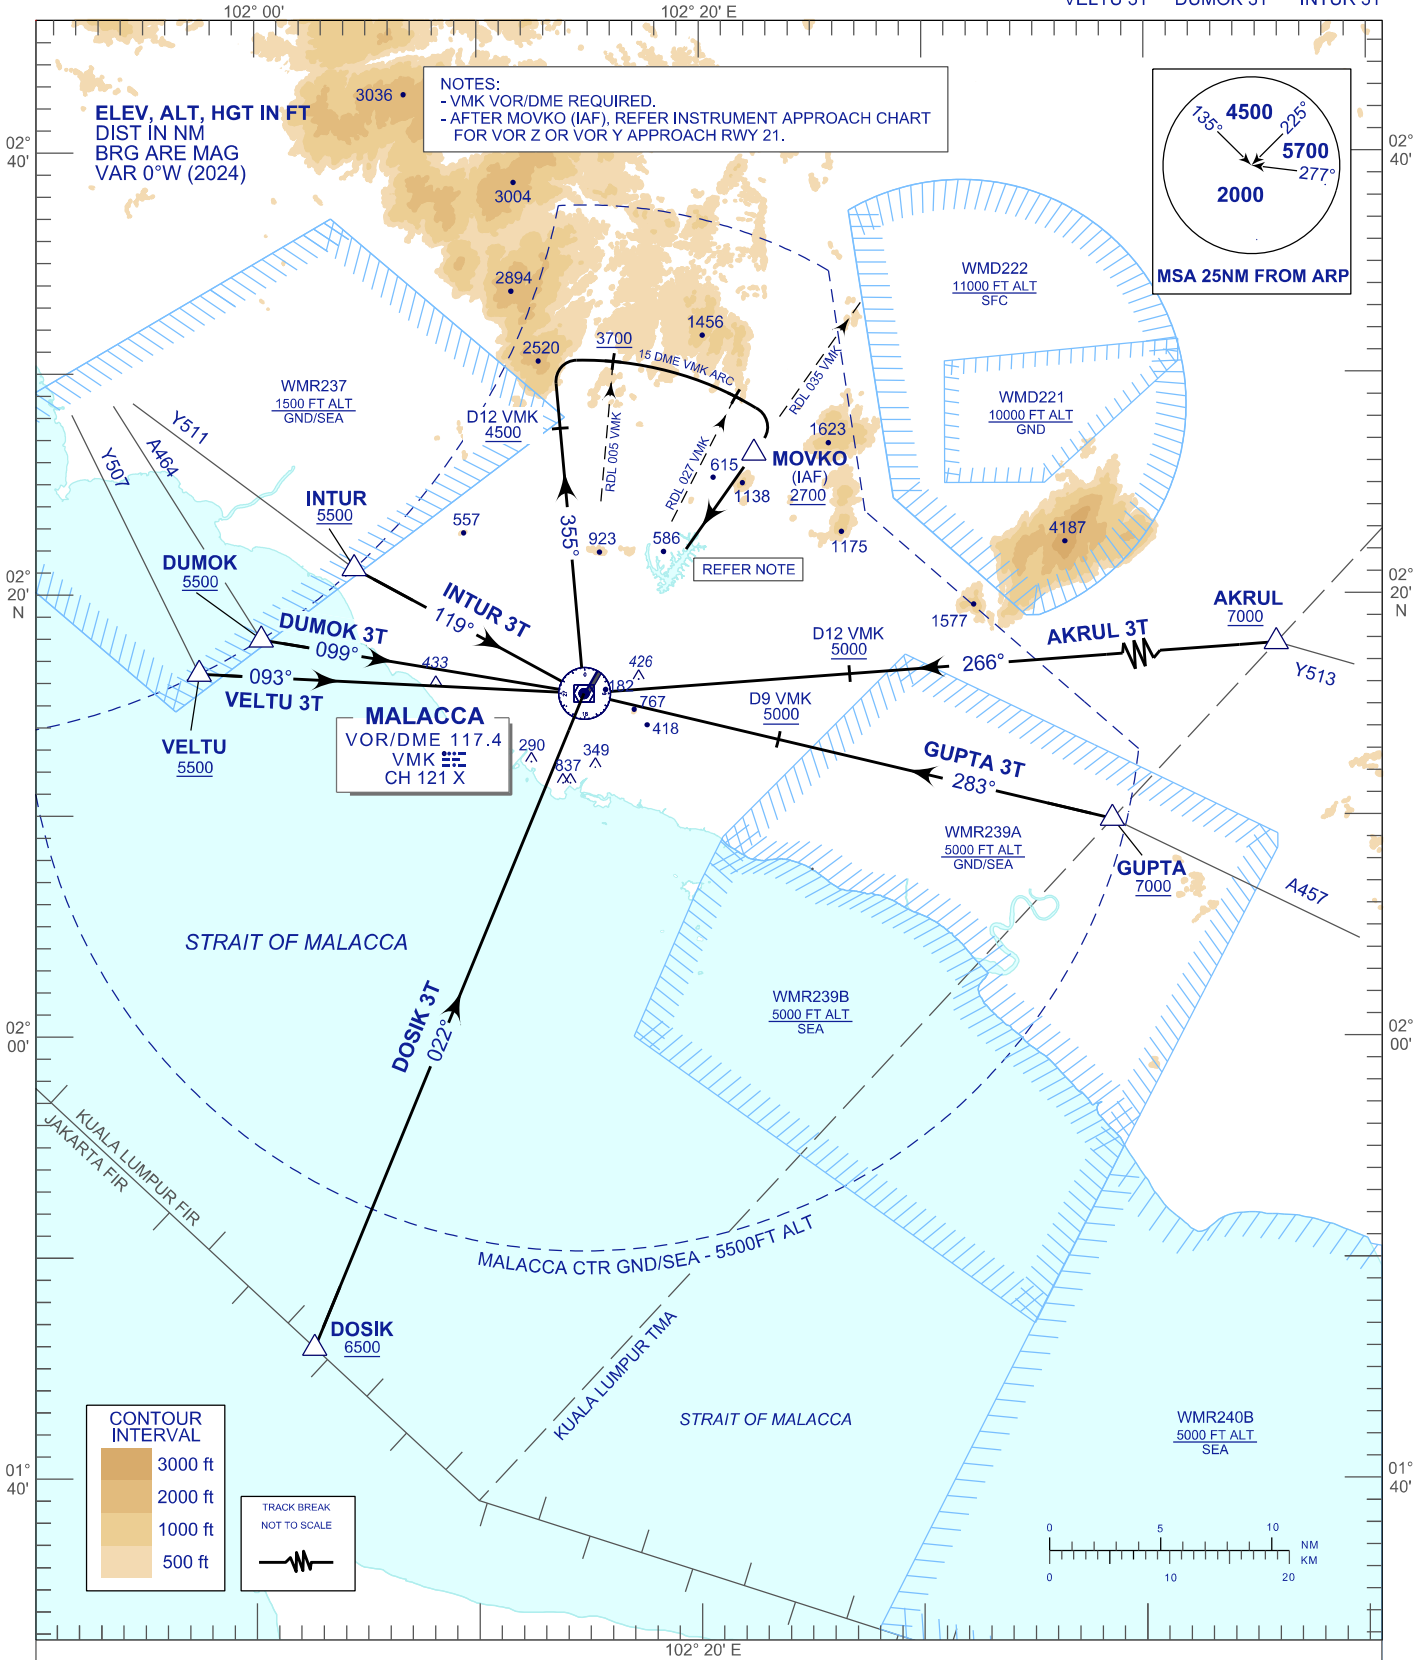 VELTU 3T DUMOK 3T INTUR 3T
102° 00'
102° 20' E
ELEV, ALT, HGT IN FT
DIST IN NM
BRG ARE MAG
VAR 0°W (2024)
NOTES:
- VMK VOR/DME REQUIRED.
- AFTER MOVKO (IAF), REFER INSTRUMENT APPROACH CHART
FOR VOR Z OR VOR Y APPROACH RWY 21.
135°
4500
225°
5700
277°
2000
MSA 25NM FROM ARP
02°
40'
02°
40'
3036
3004
2894
2520
1456
3700
15 DME VMK ARC
RDL 005 VMK
RDL 027 VMK
RDL 035 VMK
WMD222
11000 FT ALT
SFC
WMD221
10000 FT ALT
GND
WMR237
1500 FT ALT
GND/SEA
D12 VMK
4500
Y511
A464
Y507
1623
MOVKO
(IAF)
2700
615
1138
1175
586
923
557
4187
1577
355°
REFER NOTE
INTUR
5500
DUMOK
5500
INTUR 3T
119°
DUMOK 3T
099°
093°
VELTU 3T
VELTU
5500
02°
20'
N
02°
20'
N
AKRUL
7000
AKRUL 3T
266°
Y513
D12 VMK
5000
D9 VMK
5000
433
426
182
767
418
290
837
349
0
18
MALACCA
VOR/DME 117.4
VMK
CH 121 X
GUPTA 3T
283°
GUPTA
7000
A457
WMR239A
5000 FT ALT
GND/SEA
WMR239B
5000 FT ALT
SEA
STRAIT OF MALACCA
DOSIK 3T
022°
02°
00'
02°
00'
KUALA LUMPUR FIR
JAKARTA FIR
MALACCA CTR GND/SEA - 5500FT ALT
DOSIK
6500
KUALA LUMPUR TMA
STRAIT OF MALACCA
WMR240B
5000 FT ALT
SEA
01°
40'
01°
40'
CONTOUR
INTERVAL
3000 ft
2000 ft
1000 ft
500 ft
TRACK BREAK
NOT TO SCALE
0 5 10
NM
KM
0 10 20
102° 20' E